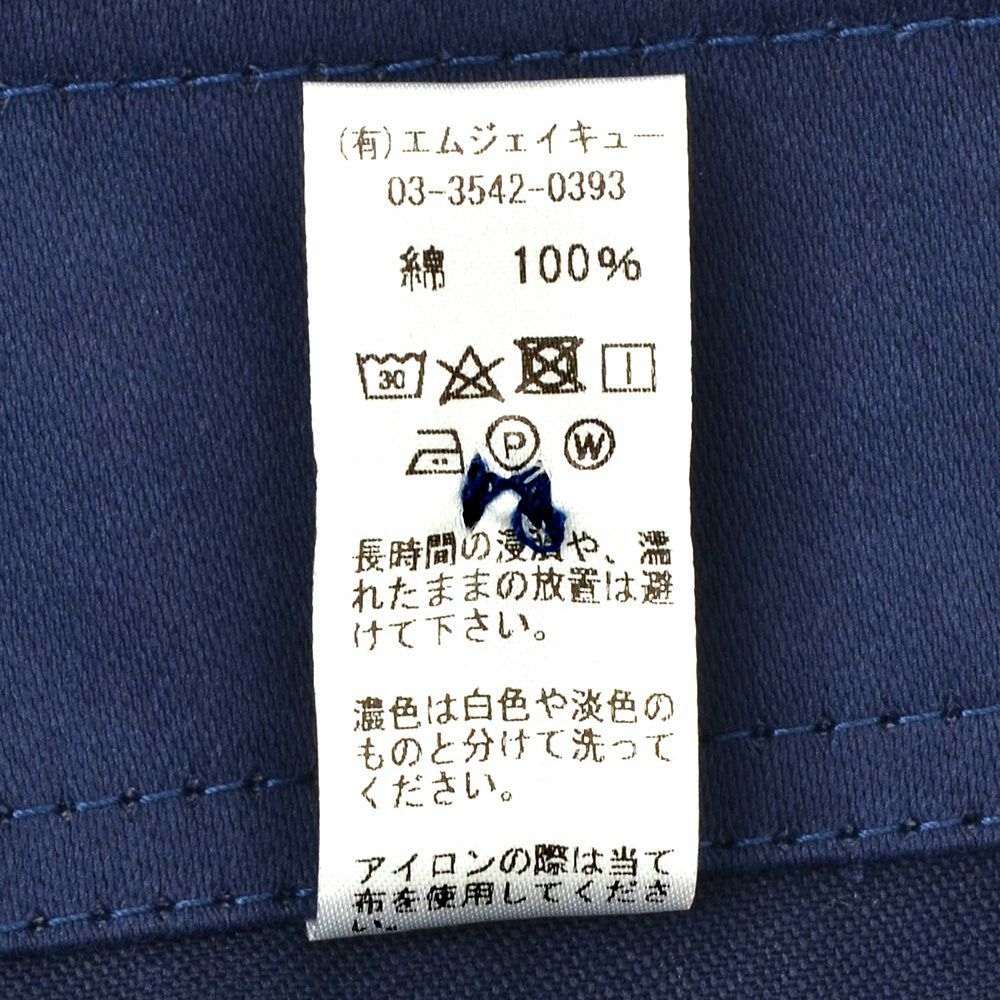 (有)エムジェイキュー
03-3542-0393
綿 100%
30
P W
長時間の浸漬や、濡
れたままの放置は避
けて下さい。
濃色は白色や淡色の
ものと分けて洗って
ください。
アイロンの際は当て
布を使用してくださ
い。